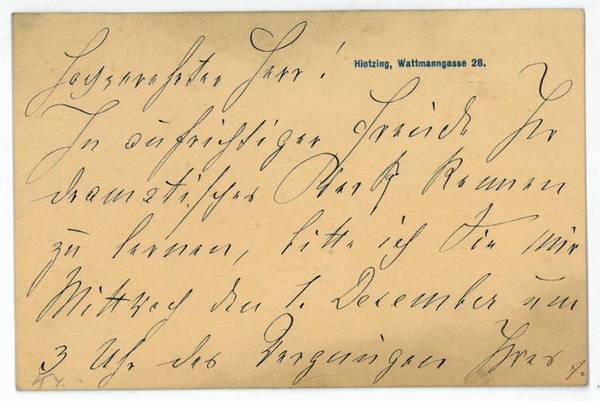 Hietzing, Wattmanngasse 28.
Hochverehrter Herr!
In aufrichtiger Freude Ihr
dramatisches Werk kennen
zu lernen, bitte ich Sie mir
Mittwoch den 1. December um
3 Uhr das Vergnügen Ihres